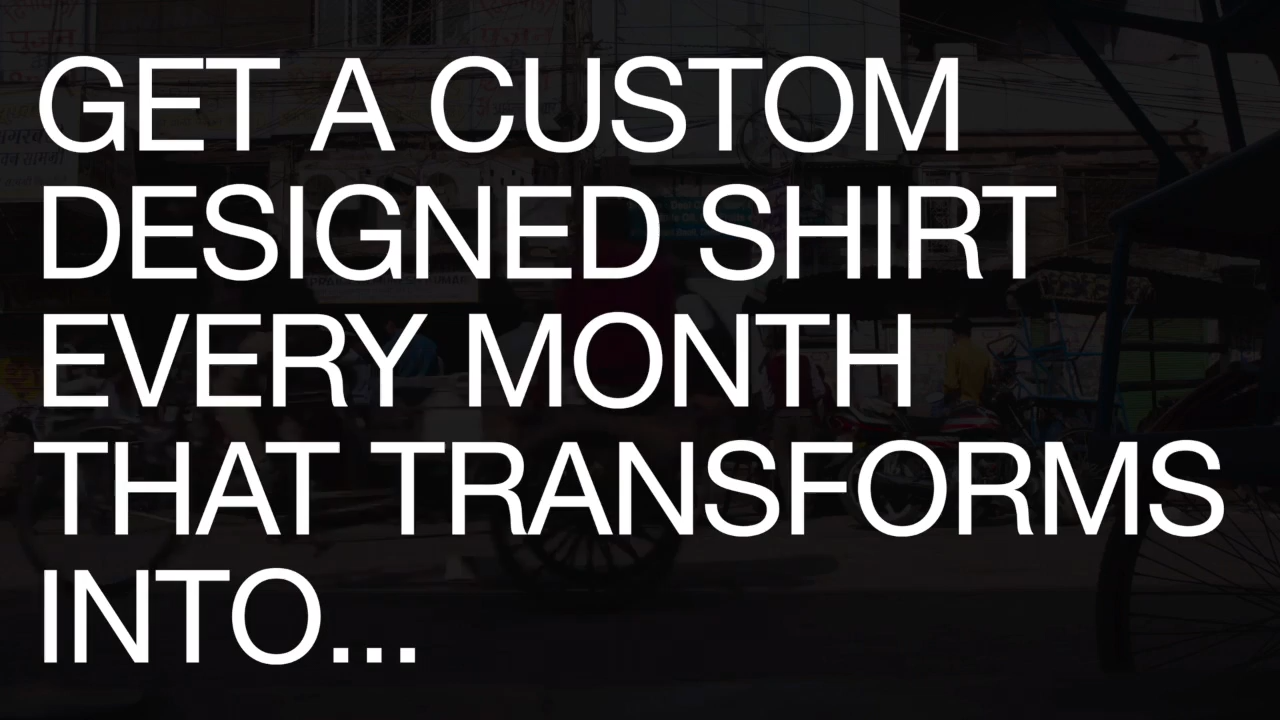 GET A CUSTOM
DESIGNED SHIRT
EVERY MONTH
THAT TRANSFORMS
INTO...